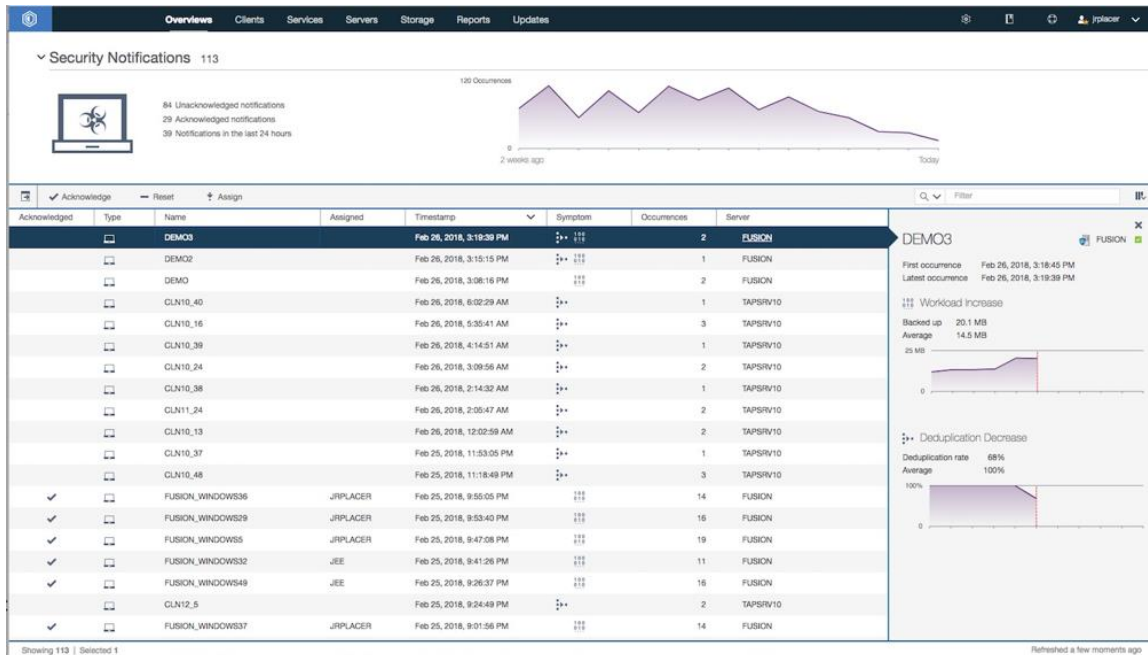 Overviews Clients Services Servers Storage Reports Updates jrplacer
Security Notifications 113
84 Unacknowledged notifications
29 Acknowledged notifications
39 Notifications in the last 24 hours
120 Occurrences
0
2 weeks ago Today
Acknowledge Reset Assign Filter
Acknowledged Type Name Assigned Timestamp Symptom Occurrences Server
DEMO3 Feb 26, 2018, 3:19:39 PM 2 FUSION
DEMO2 Feb 26, 2018, 3:15:15 PM 1 FUSION
DEMO Feb 26, 2018, 3:08:16 PM 2 FUSION
CLN10_40 Feb 26, 2018, 6:02:29 AM 1 TAPSRV10
CLN10_16 Feb 26, 2018, 5:35:41 AM 3 TAPSRV10
CLN10_39 Feb 26, 2018, 4:14:51 AM 1 TAPSRV10
CLN10_24 Feb 26, 2018, 3:09:56 AM 2 TAPSRV10
CLN10_38 Feb 26, 2018, 2:14:32 AM 1 TAPSRV10
CLN11_24 Feb 26, 2018, 2:05:47 AM 2 TAPSRV10
CLN10_13 Feb 26, 2018, 12:02:59 AM 2 TAPSRV10
CLN10_37 Feb 25, 2018, 11:53:05 PM 1 TAPSRV10
CLN10_48 Feb 25, 2018, 11:18:49 PM 3 TAPSRV10
FUSION_WINDOWS36 JRPLACER Feb 25, 2018, 9:55:05 PM 14 FUSION
FUSION_WINDOWS29 JRPLACER Feb 25, 2018, 9:53:40 PM 16 FUSION
FUSION_WINDOWS5 JRPLACER Feb 25, 2018, 9:47:08 PM 19 FUSION
FUSION_WINDOWS32 JEE Feb 25, 2018, 9:41:26 PM 11 FUSION
FUSION_WINDOWS49 JEE Feb 25, 2018, 9:26:37 PM 16 FUSION
CLN12_5 Feb 25, 2018, 9:24:49 PM 2 TAPSRV10
FUSION_WINDOWS37 JRPLACER Feb 25, 2018, 9:01:56 PM 14 FUSION
DEMO3 FUSION
First occurrence Feb 26, 2018, 3:18:45 PM
Latest occurrence Feb 26, 2018, 3:19:39 PM
Workload Increase
Backed up 20.1 MB
Average 14.5 MB
25 MB
0
Deduplication Decrease
Deduplication rate 68%
Average 100%
100%
0
Showing 113 | Selected 1 Refreshed a few moments ago